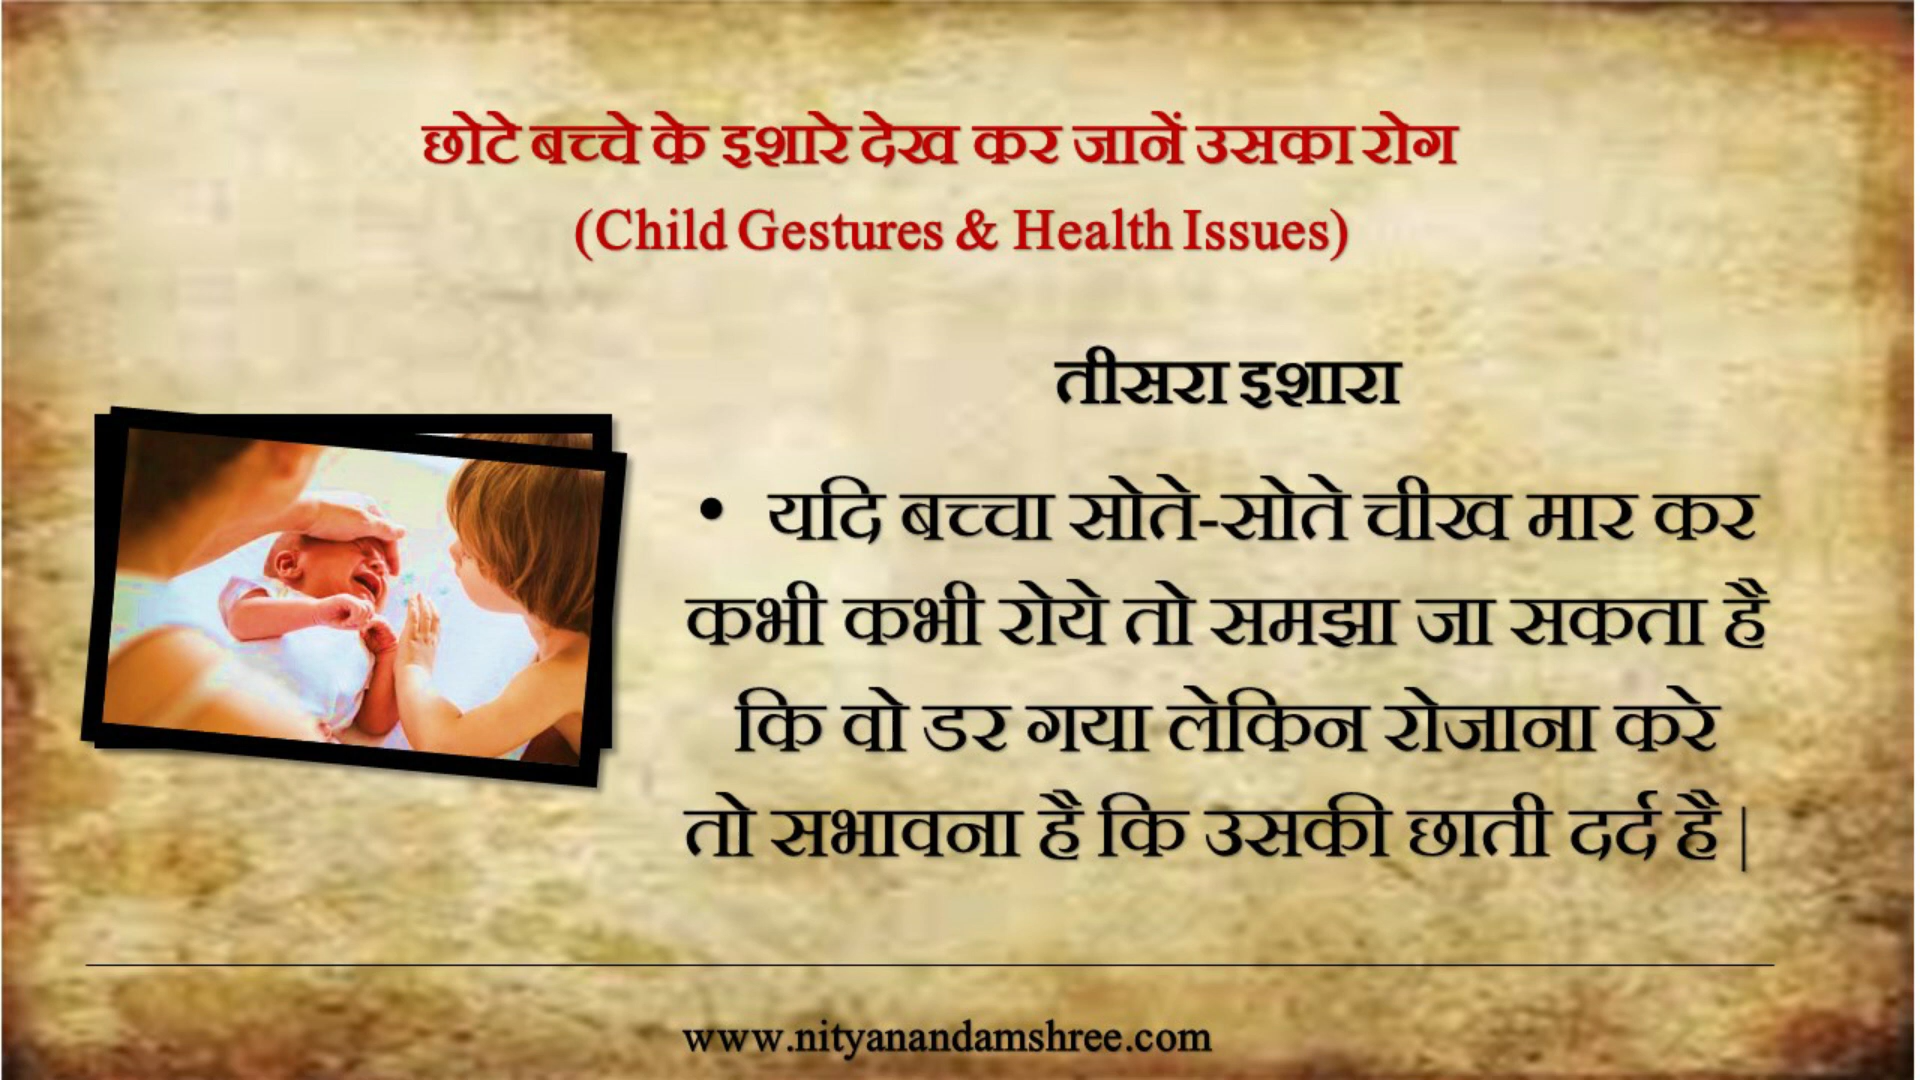 छोटे बच्चे के इशारे देख कर जानें उसका रोग
(Child Gestures & Health Issues)
तीसरा इशारा
• यदि बच्चा सोते-सोते चीख मार कर
कभी कभी रोये तो समझा जा सकता है
कि वो डर गया लेकिन रोजाना करे
तो सभावना है कि उसकी छाती दर्द है |
www.nityanandamshree.com